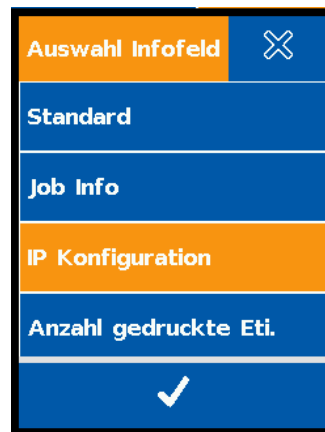 Auswahl Infofeld
Standard
Job Info
IP Konfiguration
Anzahl gedruckte Eti.